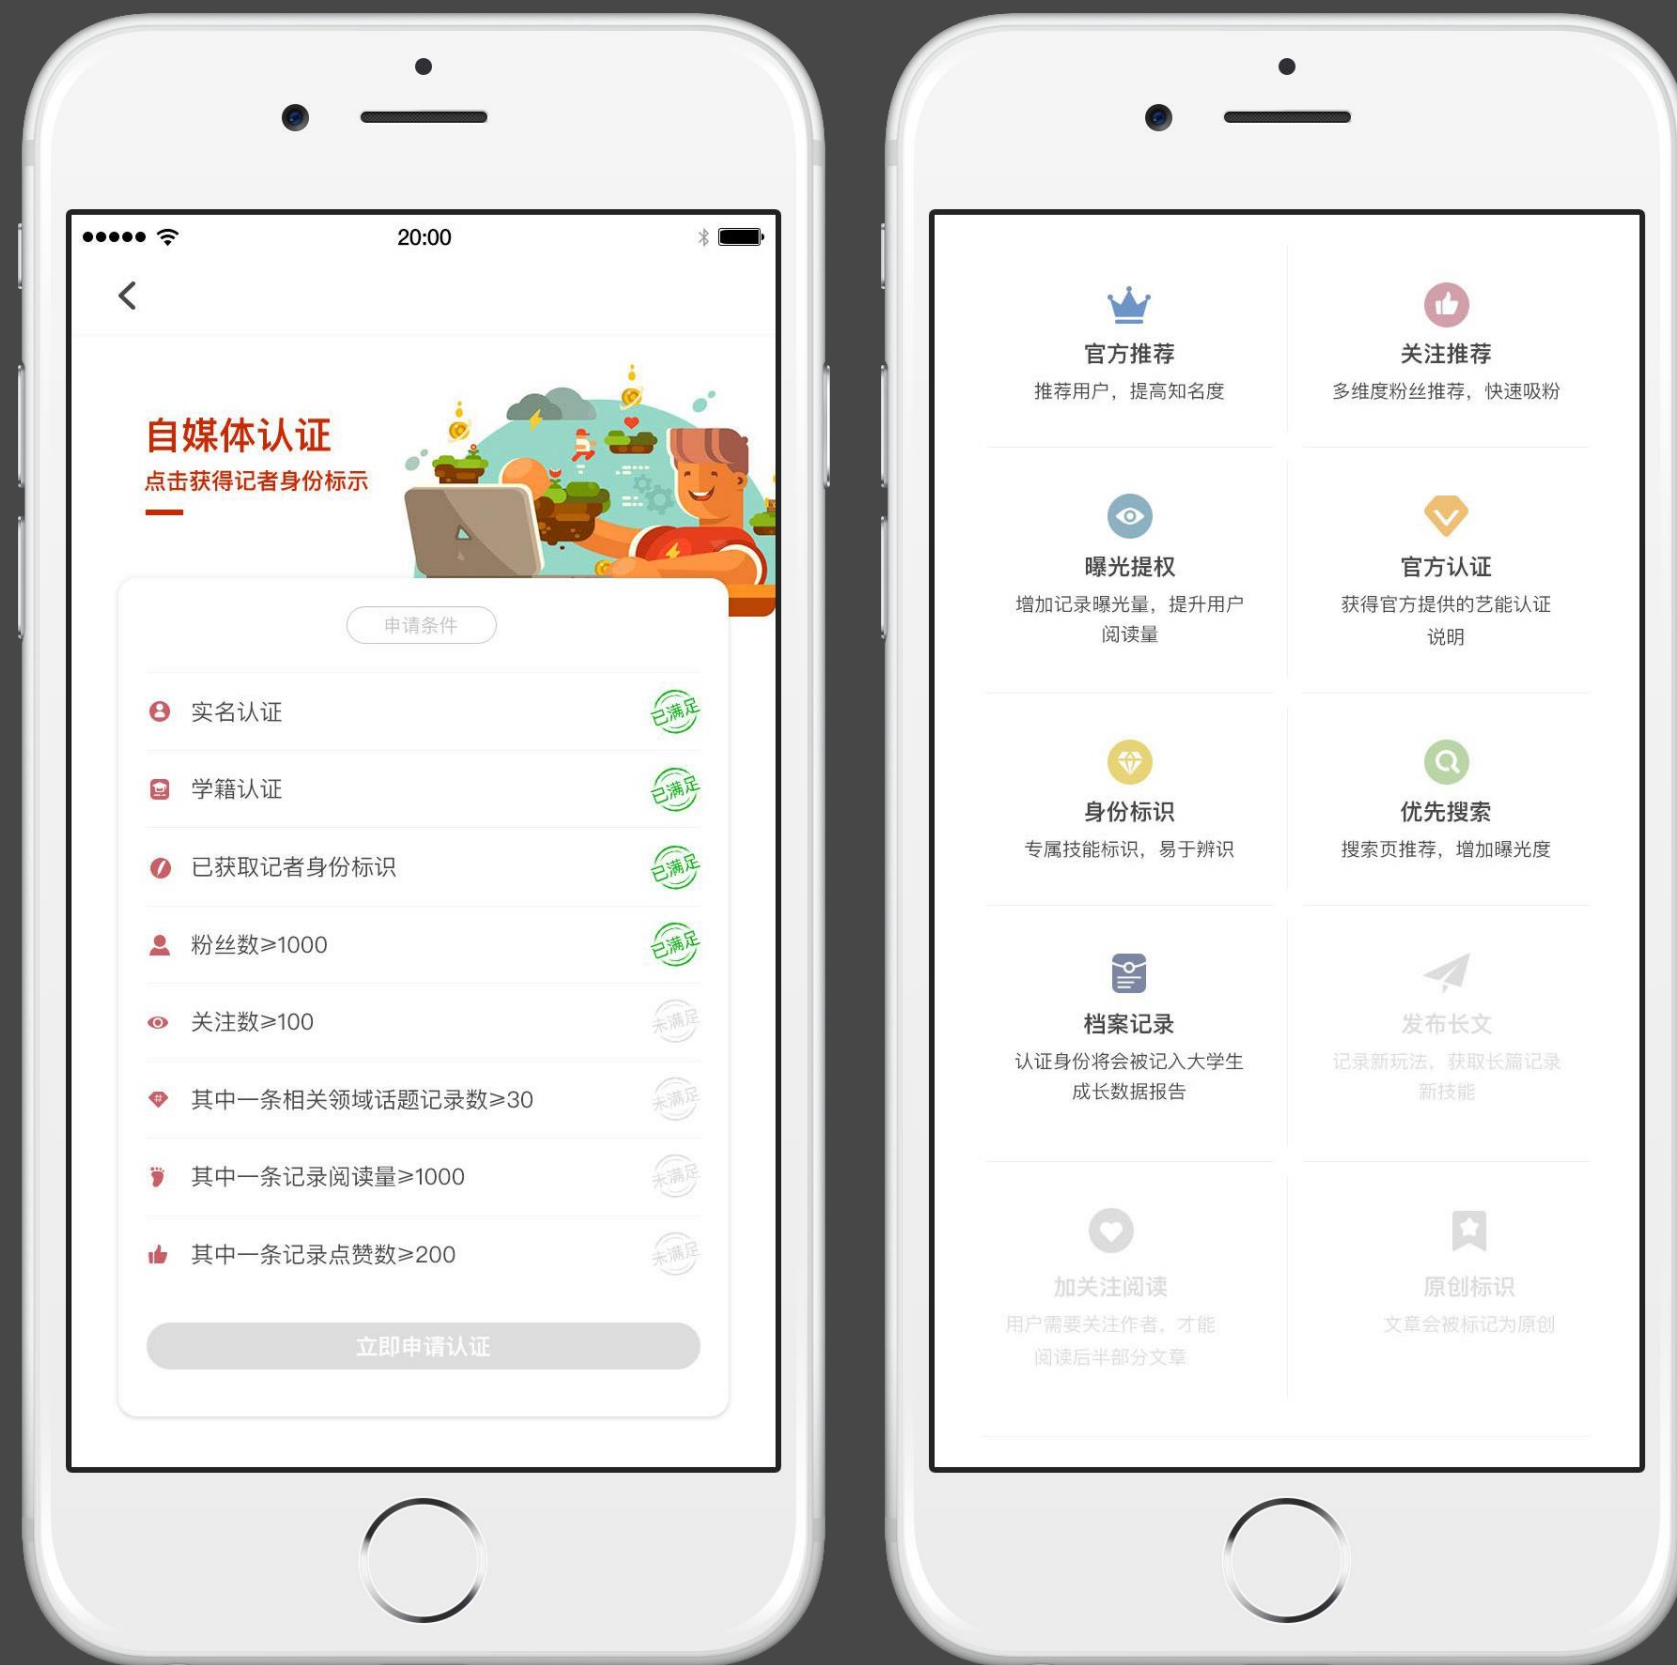 20:00
自媒体认证
点击获得记者身份标示
申请条件
实名认证
已满足
学籍认证
已满足
已获取记者身份标识
已满足
粉丝数≥1000
已满足
关注数≥100
未满足
其中一条相关领域话题记录数≥30
未满足
其中一条记录阅读量≥1000
未满足
其中一条记录点赞数≥200
未满足
立即申请认证
官方推荐
推荐用户，提高知名度
关注推荐
多维度粉丝推荐，快速吸粉
曝光提权
增加记录曝光量，提升用户
阅读量
官方认证
获得官方提供的艺能认证
说明
身份标识
专属技能标识，易于辨识
优先搜索
搜索页推荐，增加曝光度
档案记录
认证身份将会被记入大学生
成长数据报告
发布长文
记录新玩法，获取长篇记录
新技能
加关注阅读
用户需要关注作者，才能
阅读后半部分文章
原创标识
文章会被标记为原创